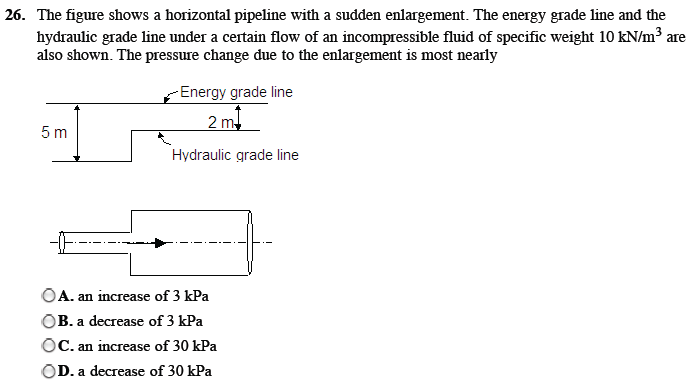 26. The figure shows a horizontal pipeline with a sudden enlargement. The energy grade line and the
hydraulic grade line under a certain flow of an incompressible fluid of specific weight 10 kN/m³ are
also shown. The pressure change due to the enlargement is most nearly
Energy grade line
2 m
5 m
Hydraulic grade line
A. an increase of 3 kPa
B. a decrease of 3 kPa
C. an increase of 30 kPa
D. a decrease of 30 kPa